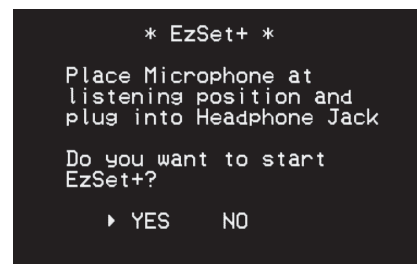 * EzSet+ *
Place Microphone at
listening position and
plug into Headphone Jack
Do you want to start
EzSet+?
YES NO